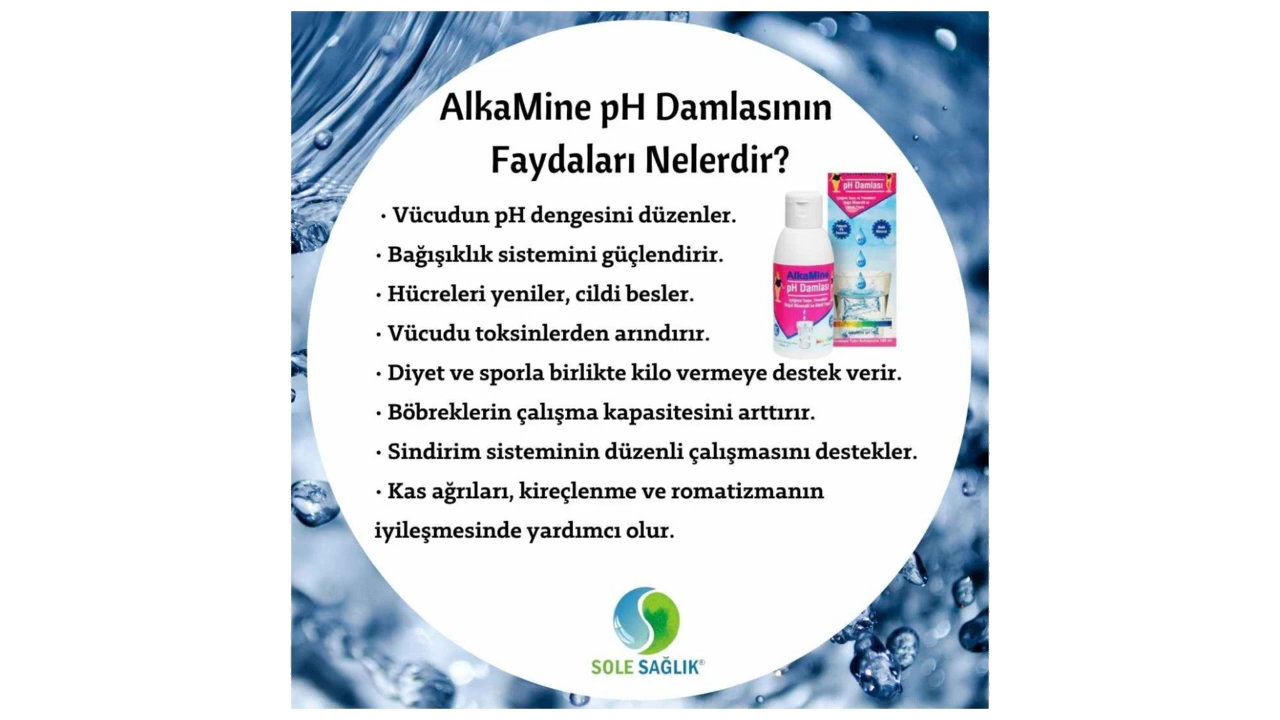 AlkaMine pH Damlasının
Faydaları Nelerdir?
· Vücudun pH dengesini düzenler.
· Bağışıklık sistemini güçlendirir.
· Hücreleri yeniler, cildi besler.
· Vücudu toksinlerden arındırır.
· Diyet ve sporla birlikte kilo vermeye destek verir.
· Böbreklerin çalışma kapasitesini arttırır.
· Sindirim sisteminin düzenli çalışmasını destekler.
· Kas ağrıları, kireçlenme ve romatizmanın
iyileşmesinde yardımcı olur.
pH Damlası
AlkaMine
pH Damlası
SOLE SAĞLIK®